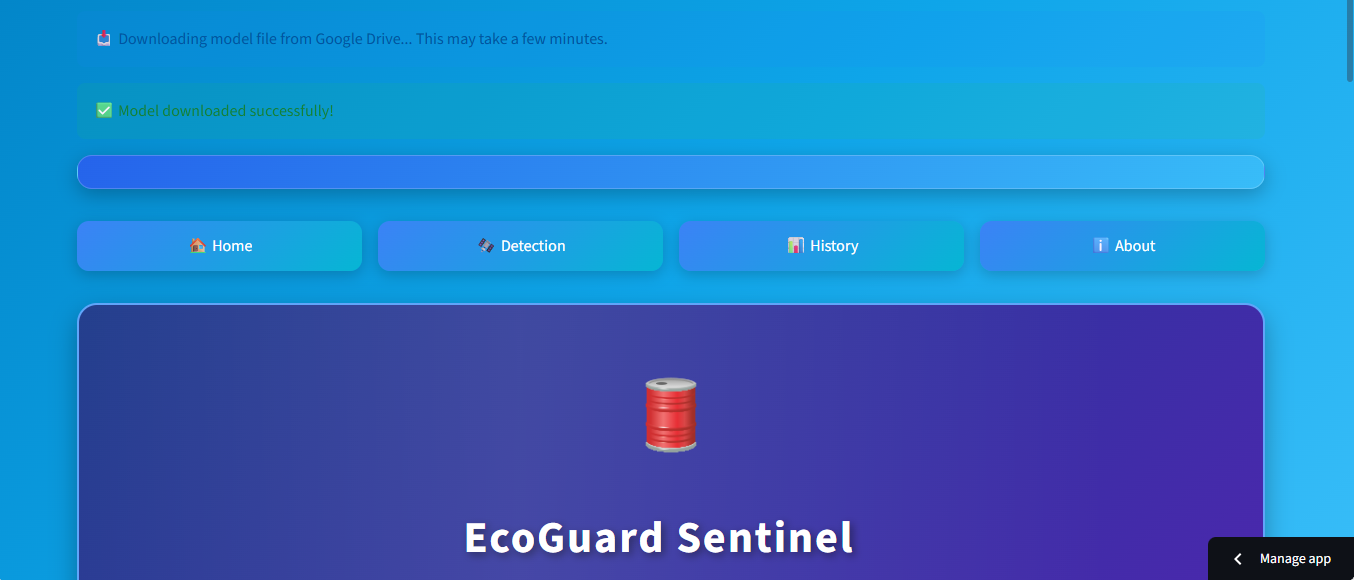 Downloading model file from Google Drive... This may take a few minutes.
Model downloaded successfully!
Home
Detection
History
About
EcoGuard Sentinel
Manage app